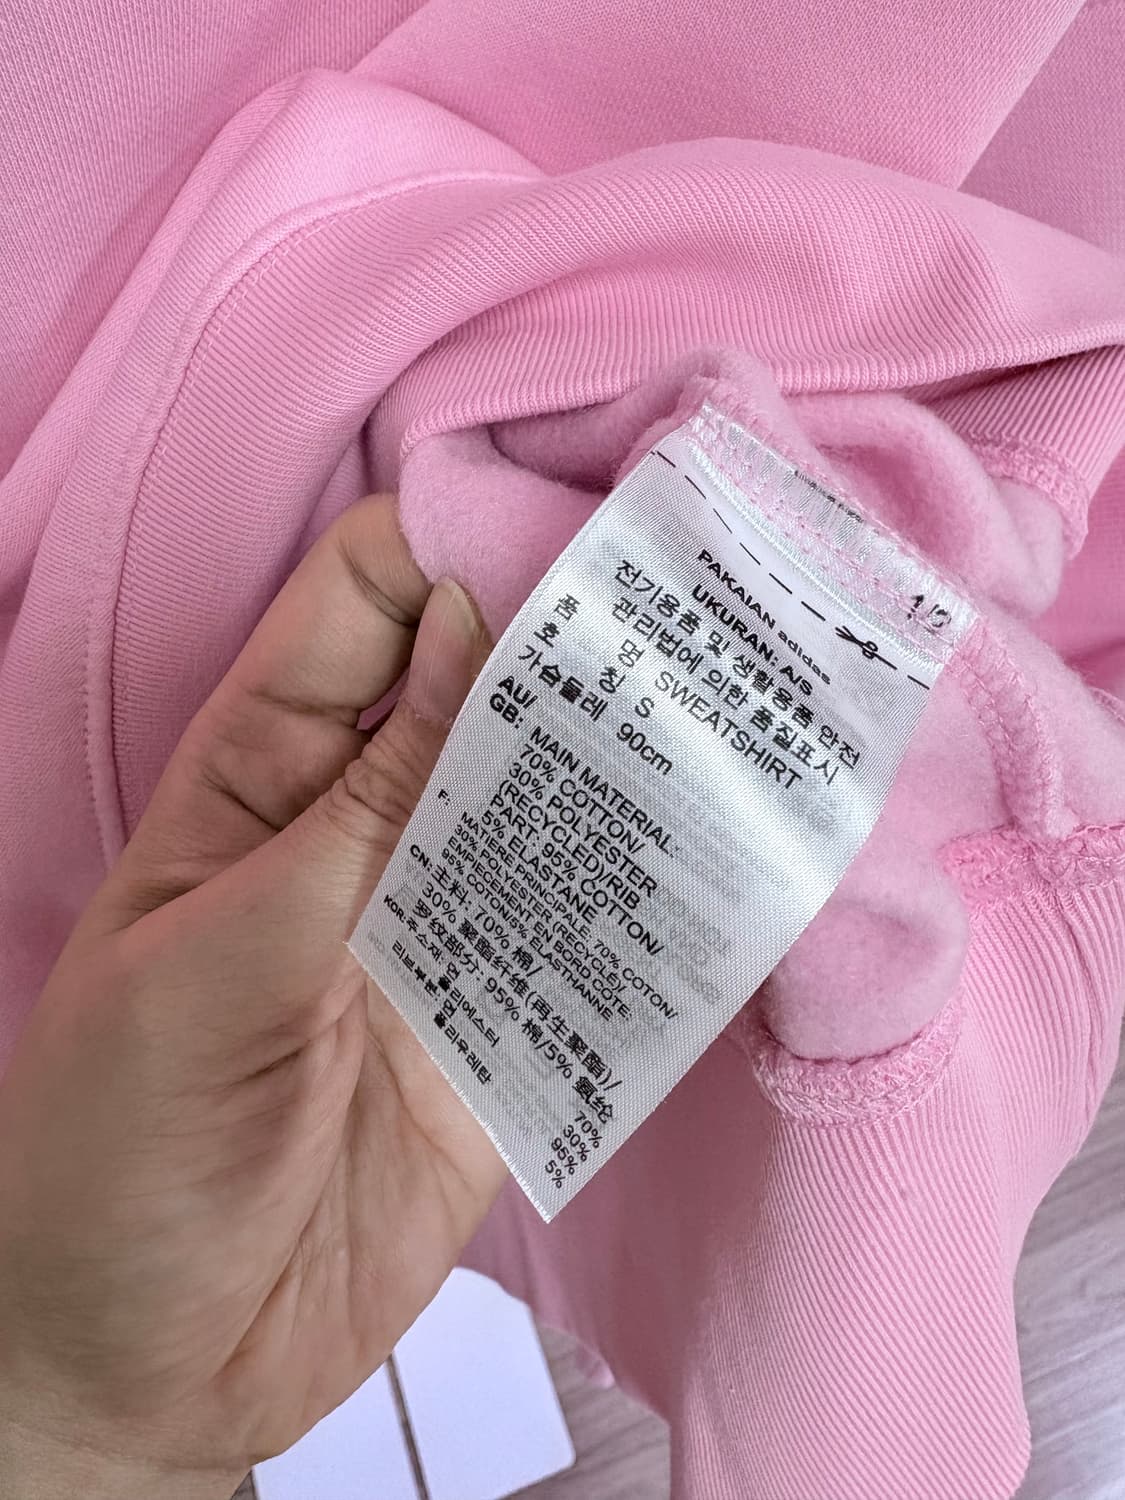 1/9
PAKAIAN adidas
UKURAN: A/S
전기용품 및 생활용품 안전
관리법에 의한 품질표시
품 명 SWEATSHIRT
호 칭 S
가슴둘레 90cm
AU/
GB: MAIN MATERIAL:
70% COTTON/
30% POLYESTER
(RECYCLED)/RIB
PART: 95% COTTON/
5% ELASTANE
F: MATIÈRE PRINCIPALE: 70% COTON/
30% POLYESTER (RECYCLÉ)/
EMPIECEMENT EN BORD COTE:
95% COTON/5% ÉLASTHANNE
CN: 主料: 70% 棉/
30% 聚酯纤维(再生聚酯)/
罗纹部分: 95% 棉/5% 氨纶
KOR: 주소재: 면 70%
폴리에스터 30%
리브부분: 면 95%
폴리우레탄 5%